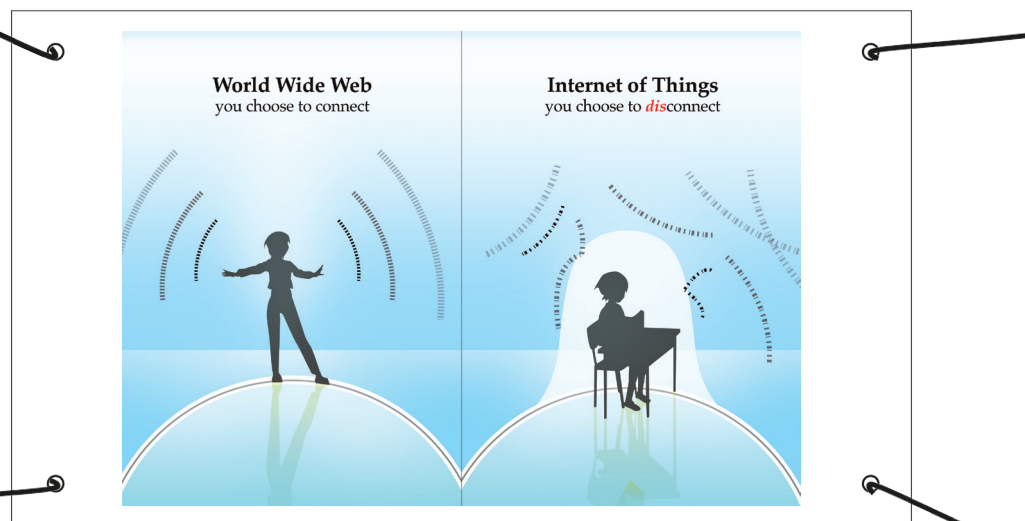 World Wide Web
you choose to connect
Internet of Things
you choose to disconnect